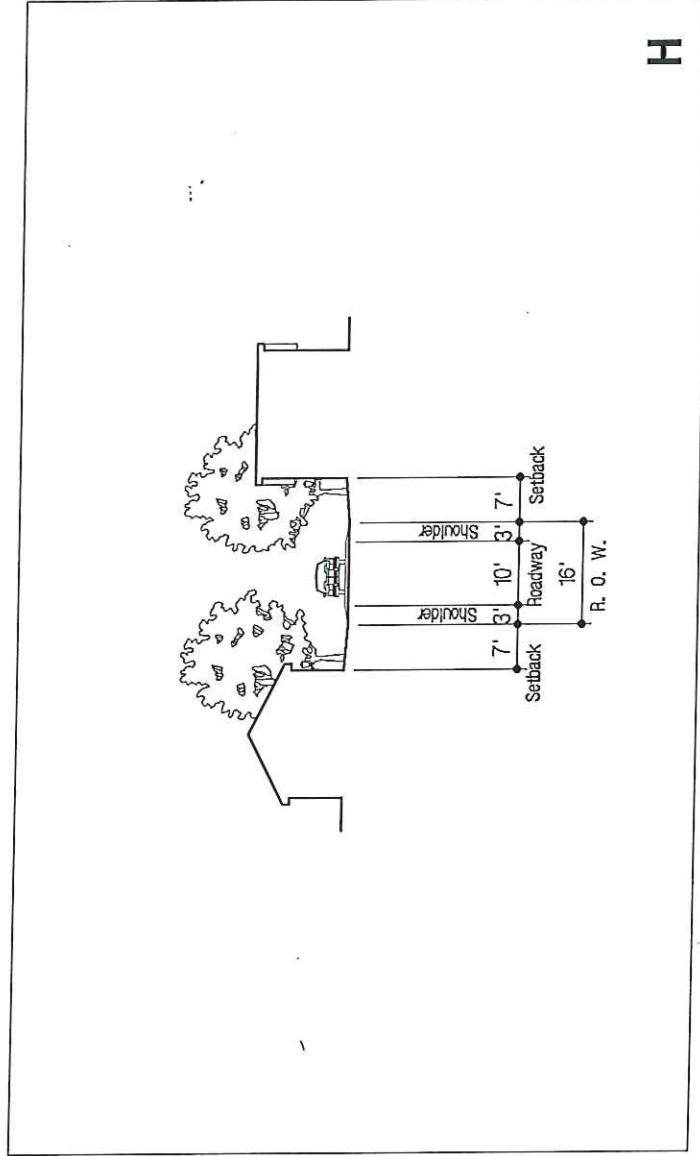 H
Shoulder
Shoulder
7' 3' 10' 3' 7'
Setback Roadway Setback
16'
R. O. W.